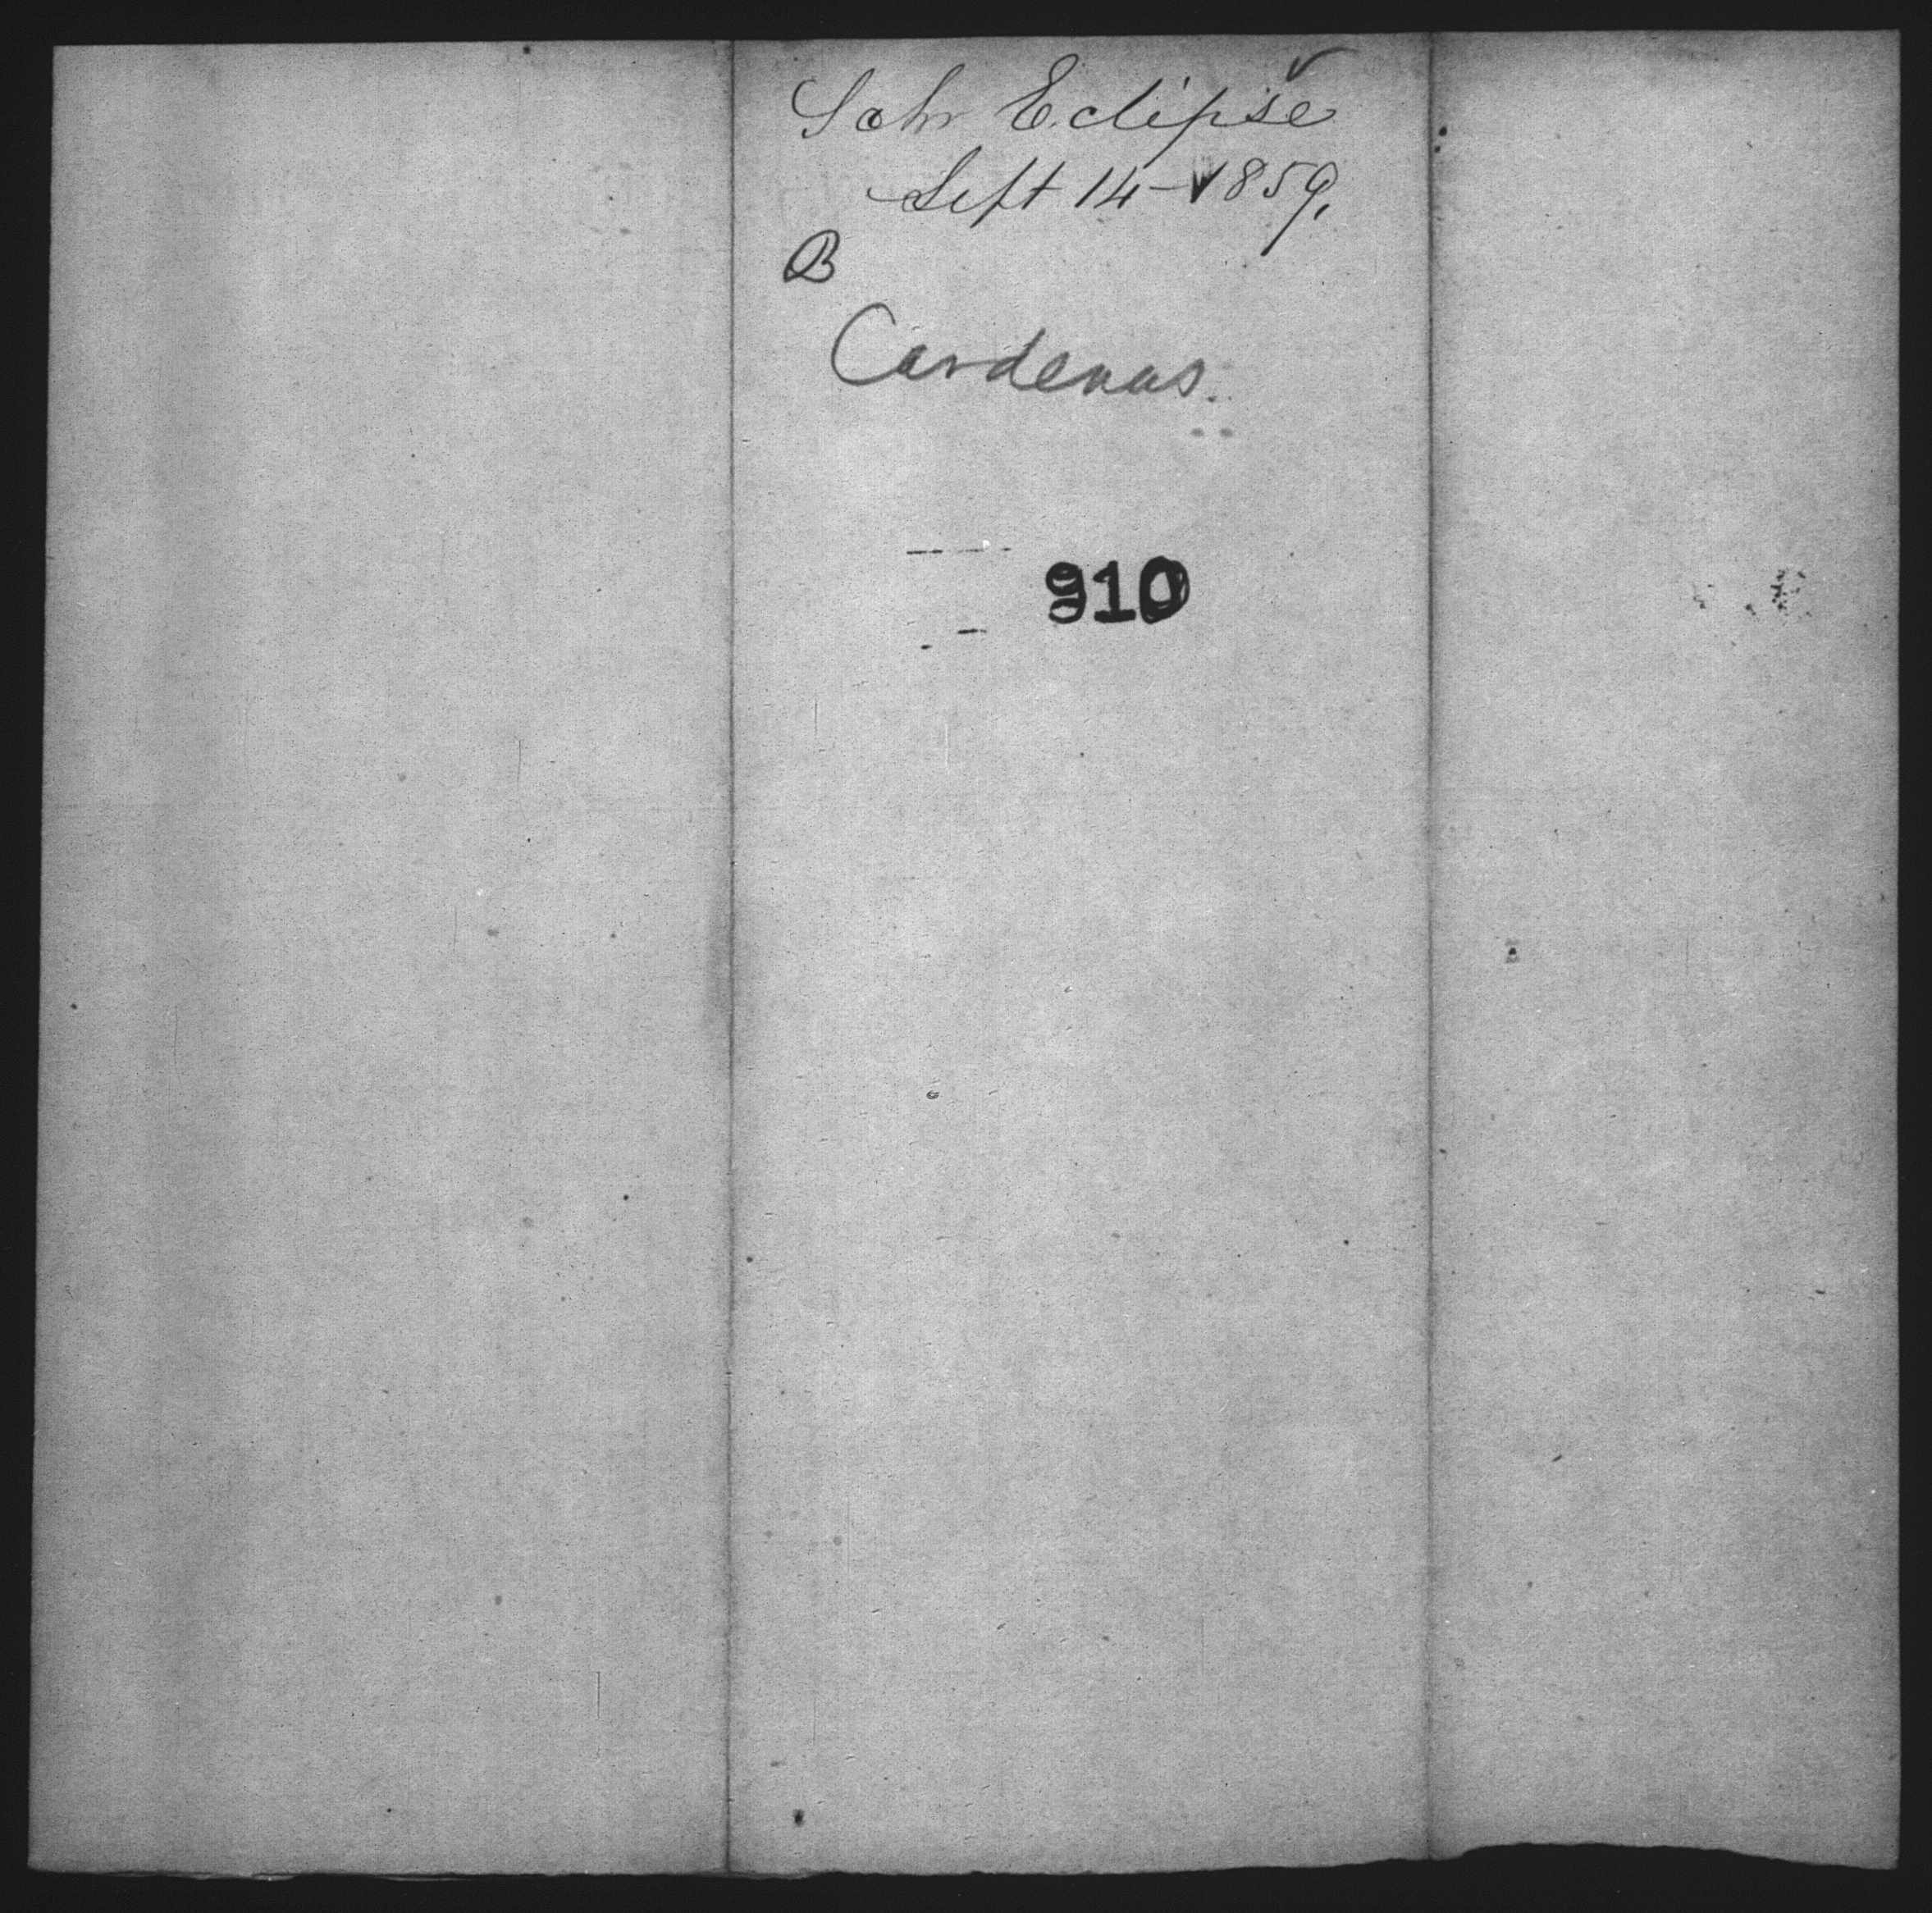 Schr Eclipse
Sept 14 - 1859,
B
Cardenas.
910